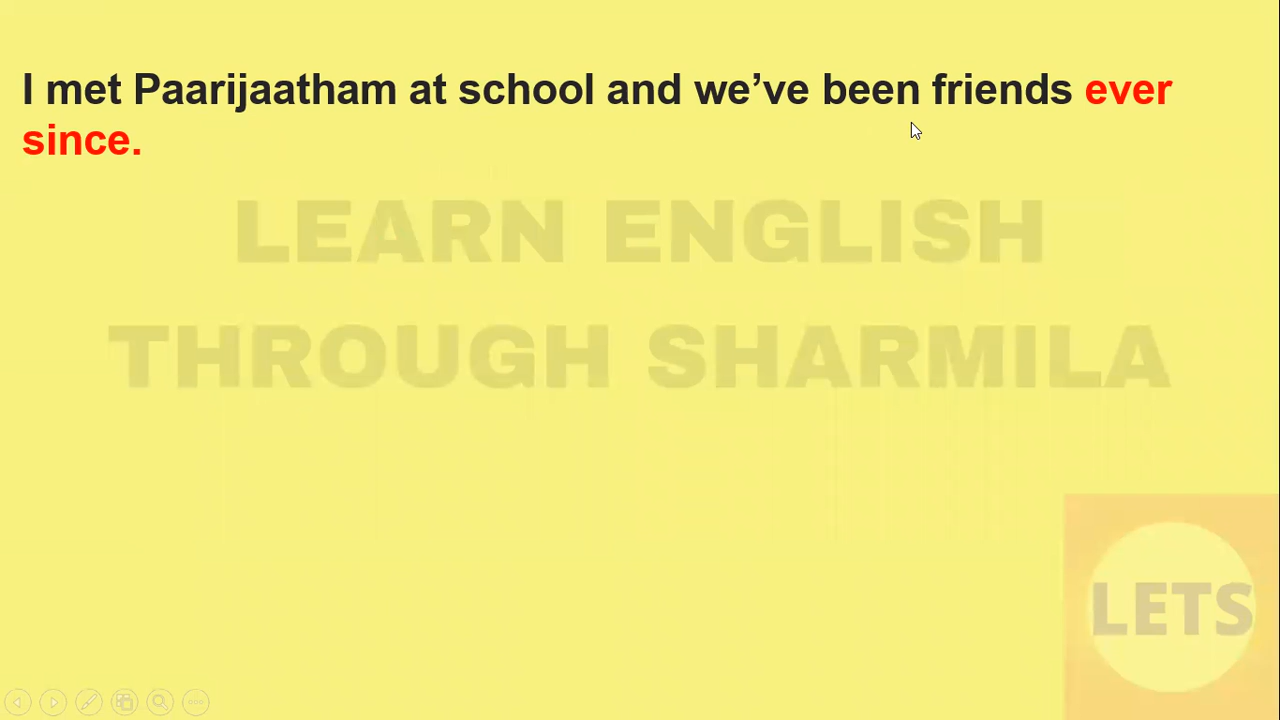 I met Paarijaatham at school and we’ve been friends ever
since.
LEARN ENGLISH
THROUGH SHARMILA
LETS